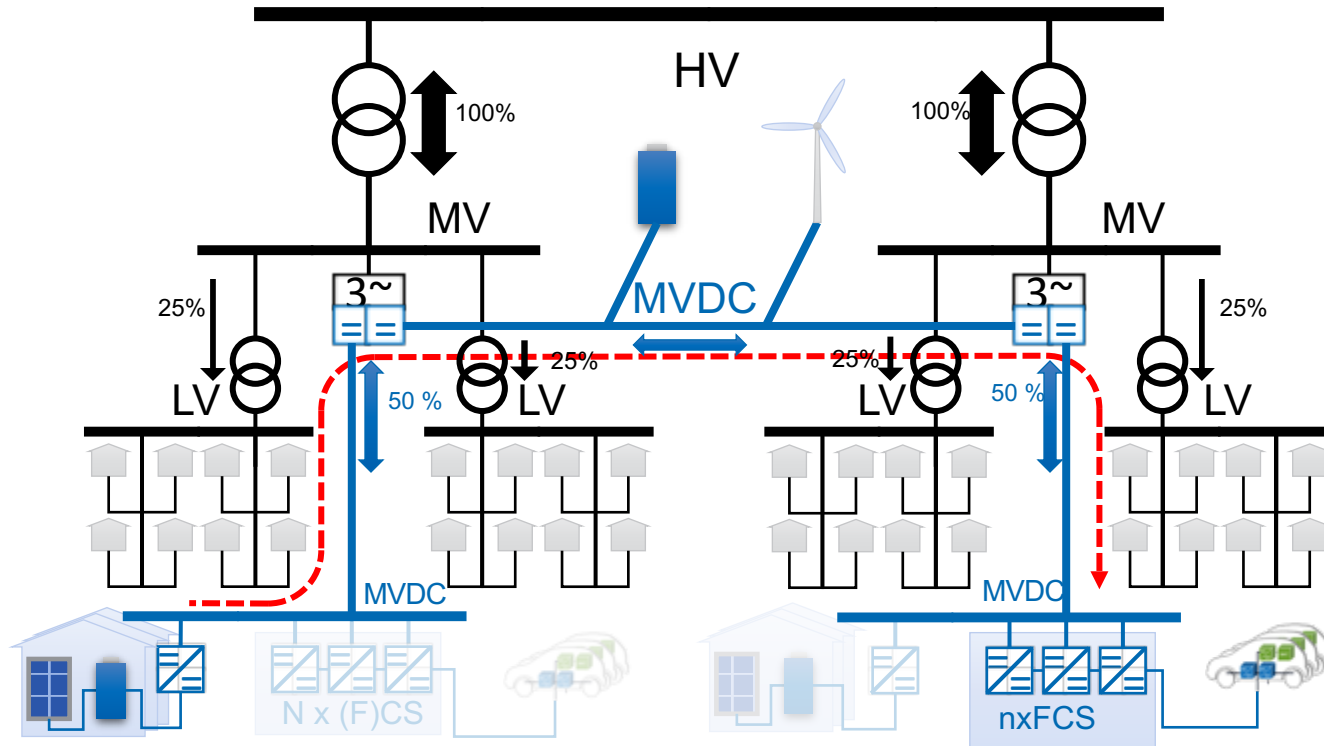 HV
100%
100%
MV
MV
3~
3~
25%
MVDC
25%
25%
25%
LV
50 %
LV
LV
50 %
LV
MVDC
MVDC
N x (F)CS
nxFCS